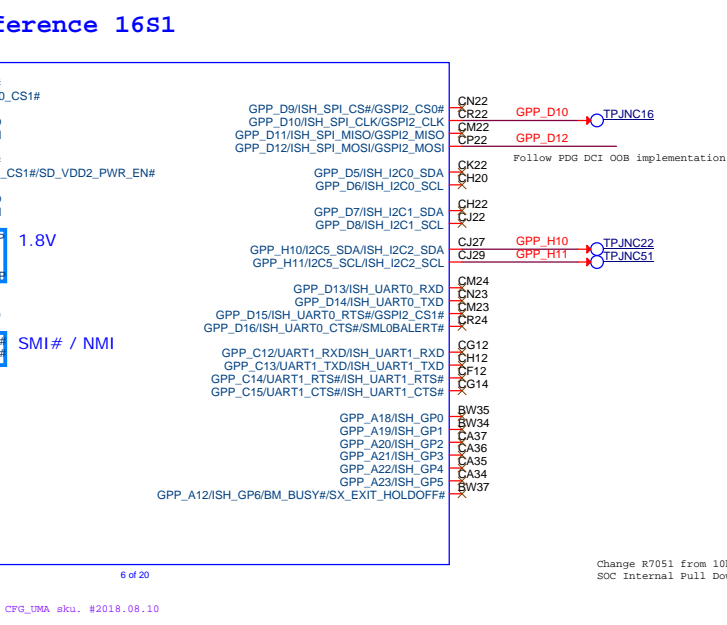 ference 16S1
0_CS1#
_CS1#/SD_VDD2_PWR_EN#
1.8V
SMI# / NMI
GPP_D9/ISH_SPI_CS#/GSPI2_CS0# CN22
GPP_D10/ISH_SPI_CLK/GSPI2_CLK CR22 GPP_D10 TPJNC16
GPP_D11/ISH_SPI_MISO/GSPI2_MISO CM22
GPP_D12/ISH_SPI_MOSI/GSPI2_MOSI CP22 GPP_D12
Follow PDG DCI OOB implementation
GPP_D5/ISH_I2C0_SDA CK22
GPP_D6/ISH_I2C0_SCL CH20
GPP_D7/ISH_I2C1_SDA CH22
GPP_D8/ISH_I2C1_SCL CJ22
GPP_H10/I2C5_SDA/ISH_I2C2_SDA CJ27 GPP_H10 TPJNC22
GPP_H11/I2C5_SCL/ISH_I2C2_SCL CJ29 GPP_H11 TPJNC51
GPP_D13/ISH_UART0_RXD CM24
GPP_D14/ISH_UART0_TXD CN23
GPP_D15/ISH_UART0_RTS#/GSPI2_CS1# CM23
GPP_D16/ISH_UART0_CTS#/SML0BALERT# CR24
GPP_C12/UART1_RXD/ISH_UART1_RXD CG12
GPP_C13/UART1_TXD/ISH_UART1_TXD CH12
GPP_C14/UART1_RTS#/ISH_UART1_RTS# CF12
GPP_C15/UART1_CTS#/ISH_UART1_CTS# CG14
GPP_A18/ISH_GP0 BW35
GPP_A19/ISH_GP1 BW34
GPP_A20/ISH_GP2 CA37
GPP_A21/ISH_GP3 CA36
GPP_A22/ISH_GP4 CA35
GPP_A23/ISH_GP5 CA34
GPP_A12/ISH_GP6/BM_BUSY#/SX_EXIT_HOLDOFF# BW37
6 of 20
Change R7051 from 10
SOC Internal Pull Do
CFG_UMA sku. #2018.08.10